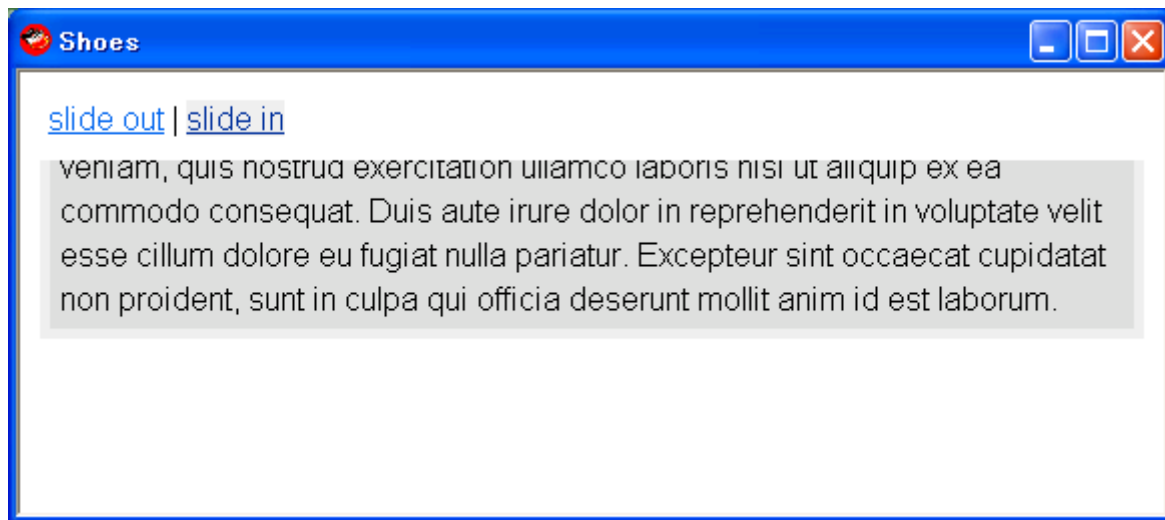 Shoes
slide out | slide in
veniam, quis nostrud exercitation ullamco laboris nisi ut aliquip ex ea
commodo consequat. Duis aute irure dolor in reprehenderit in voluptate velit
esse cillum dolore eu fugiat nulla pariatur. Excepteur sint occaecat cupidatat
non proident, sunt in culpa qui officia deserunt mollit anim id est laborum.